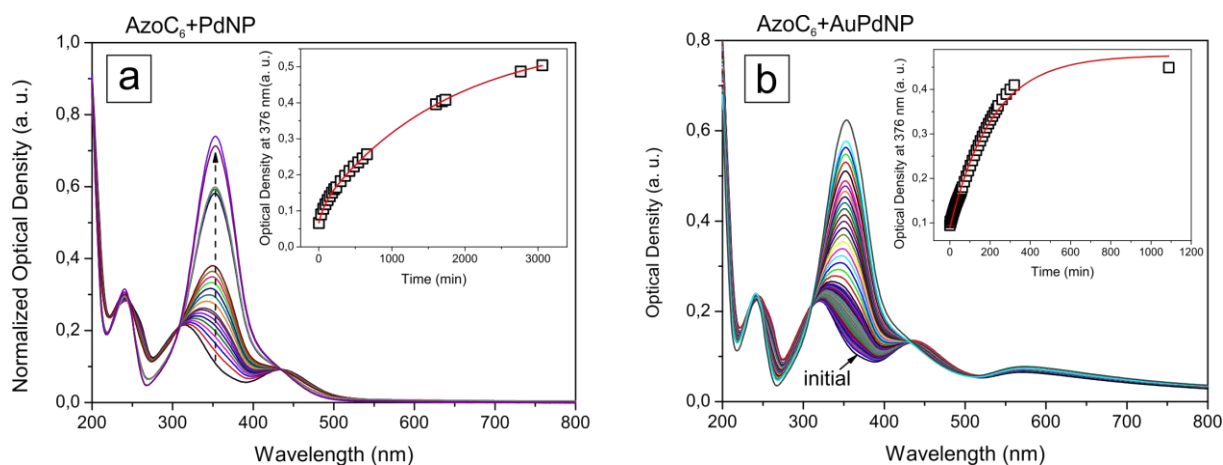 AzoC₆+PdNP
a
Normalized Optical Density (a. u.)
1,0
0,8
0,6
0,4
0,2
0,0
200 300 400 500 600 700 800
Wavelength (nm)
Optical Density at 376 nm (a. u.)
0,5
0,4
0,3
0,2
0,1
0,0
0 1000 2000 3000
Time (min)
AzoC₆+AuPdNP
b
Optical Density (a. u.)
0,8
0,6
0,4
0,2
0,0
200 300 400 500 600 700 800
Wavelength (nm)
initial
Optical Density at 376 nm(a. u.)
0,5
0,4
0,3
0,2
0,1
0 200 400 600 800 1000 1200
Time (min)